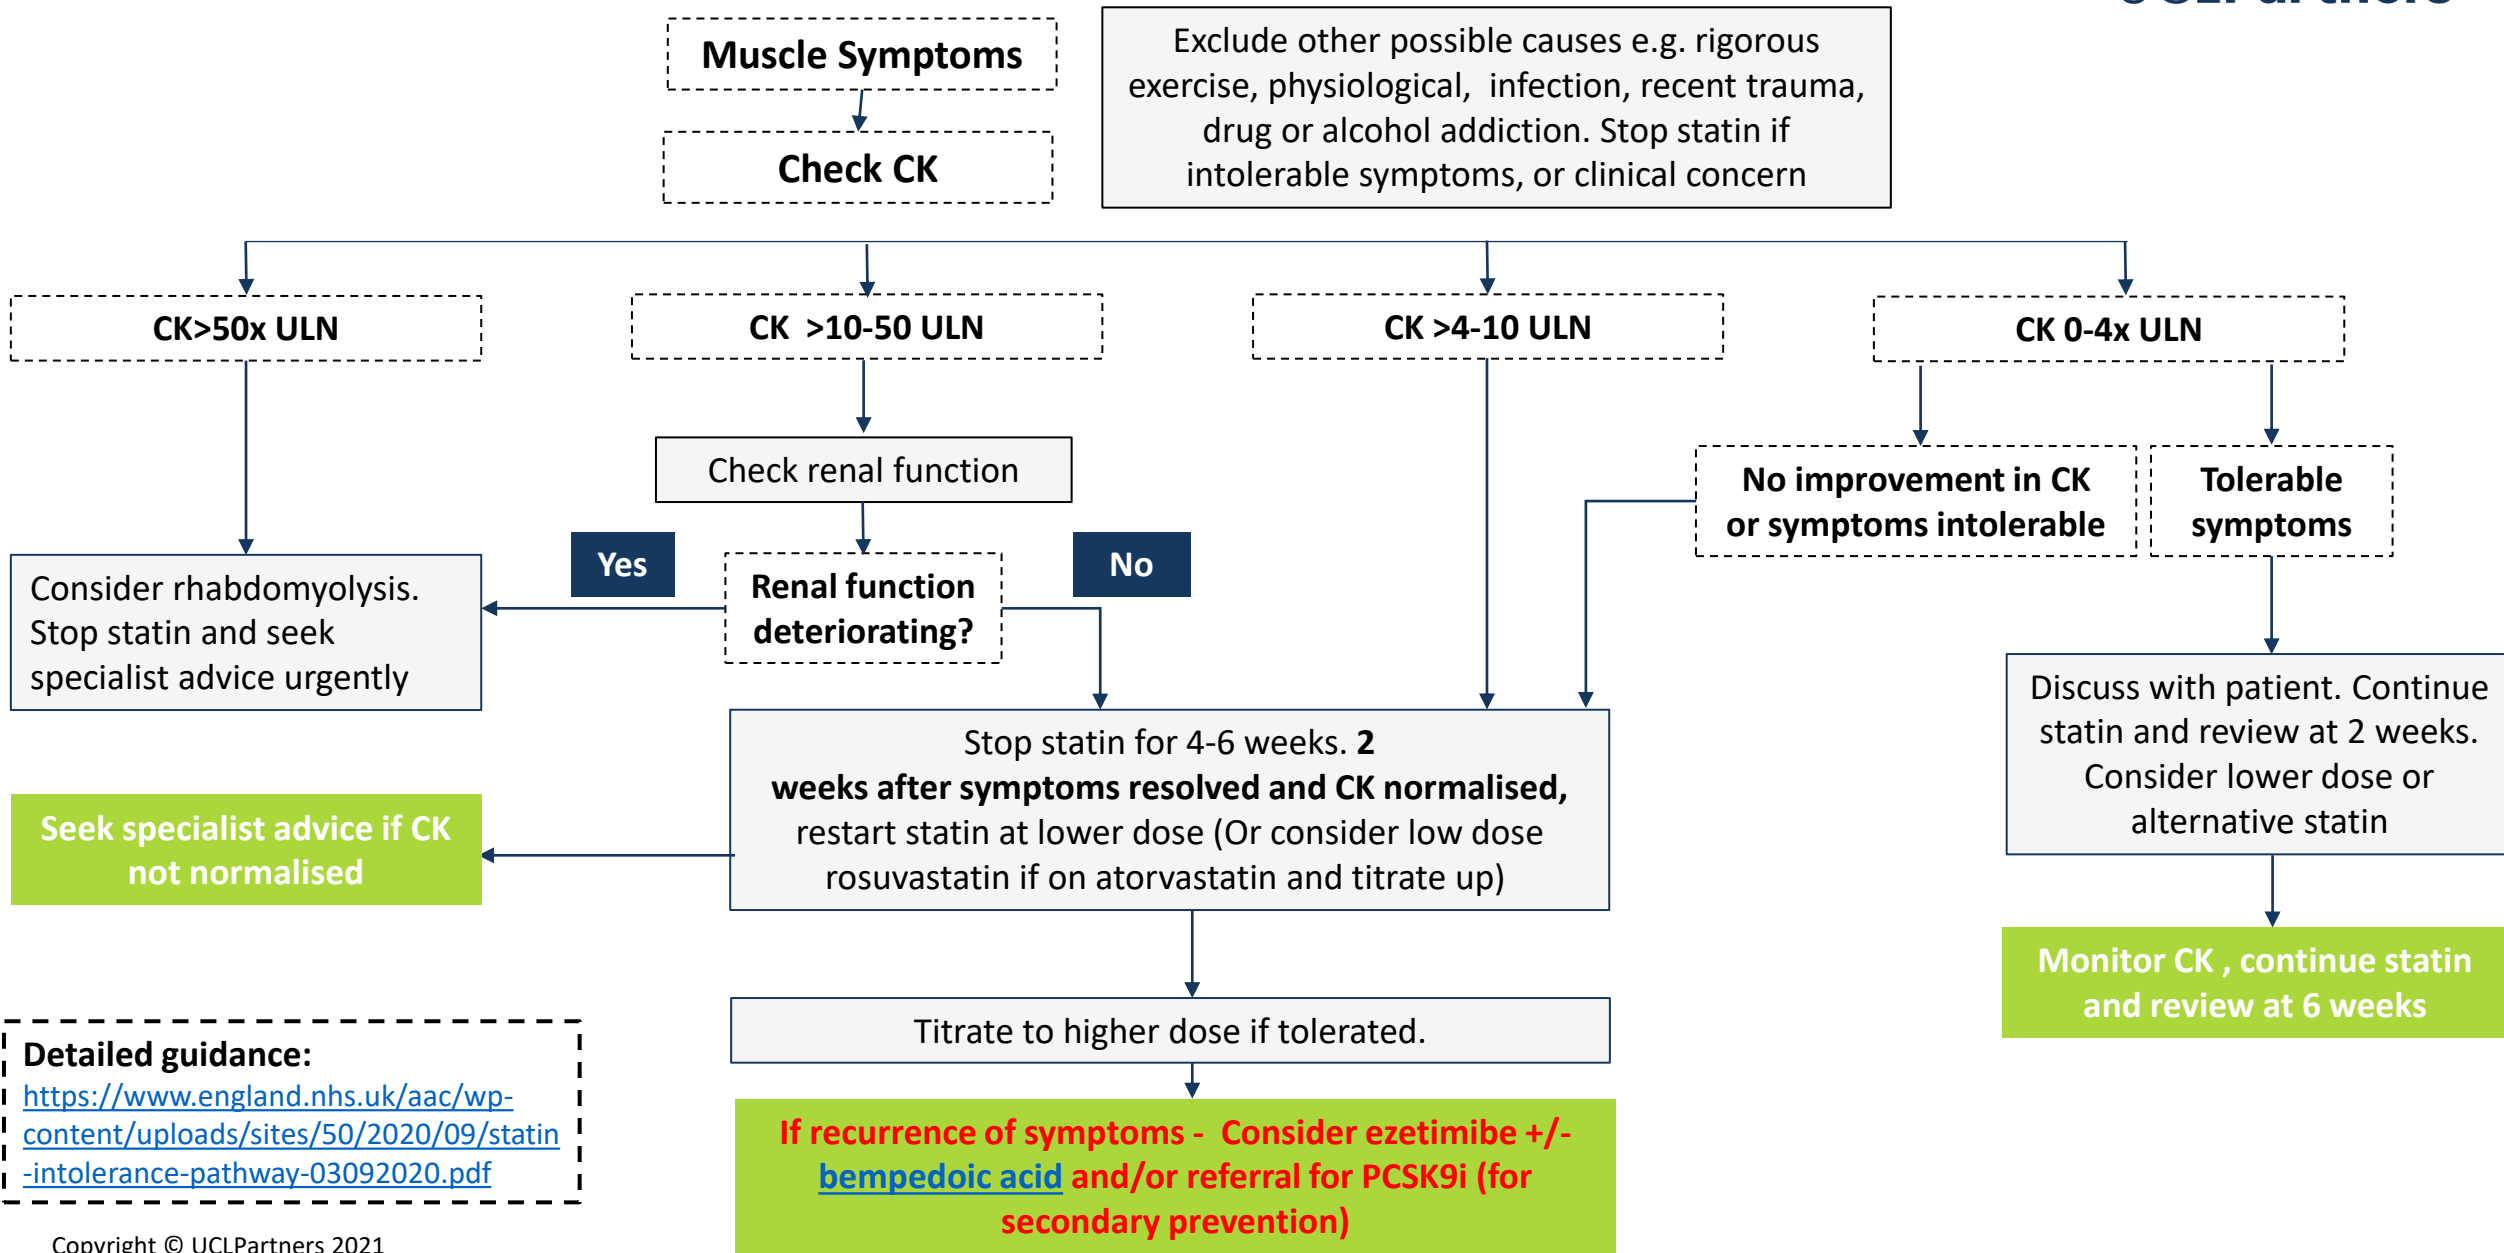 Muscle Symptoms
Check CK
Exclude other possible causes e.g. rigorous
exercise, physiological, infection, recent trauma,
drug or alcohol addiction. Stop statin if
intolerable symptoms, or clinical concern
CK>50x ULN
CK >10-50 ULN
CK >4-10 ULN
CK 0-4x ULN
Check renal function
No improvement in CK
or symptoms intolerable
Tolerable
symptoms
Yes
No
Renal function
deteriorating?
Consider rhabdomyolysis.
Stop statin and seek
specialist advice urgently
Discuss with patient. Continue
statin and review at 2 weeks.
Consider lower dose or
alternative statin
Stop statin for 4-6 weeks. 2
weeks after symptoms resolved and CK normalised,
restart statin at lower dose (Or consider low dose
rosuvastatin if on atorvastatin and titrate up)
Seek specialist advice if CK
not normalised
Monitor CK , continue statin
and review at 6 weeks
Titrate to higher dose if tolerated.
Detailed guidance:
https://www.england.nhs.uk/aac/wp-
content/uploads/sites/50/2020/09/statin
-intolerance-pathway-03092020.pdf
If recurrence of symptoms - Consider ezetimibe +/-
bempedoic acid and/or referral for PCSK9i (for
secondary prevention)
Copyright © UCLPartners 2021